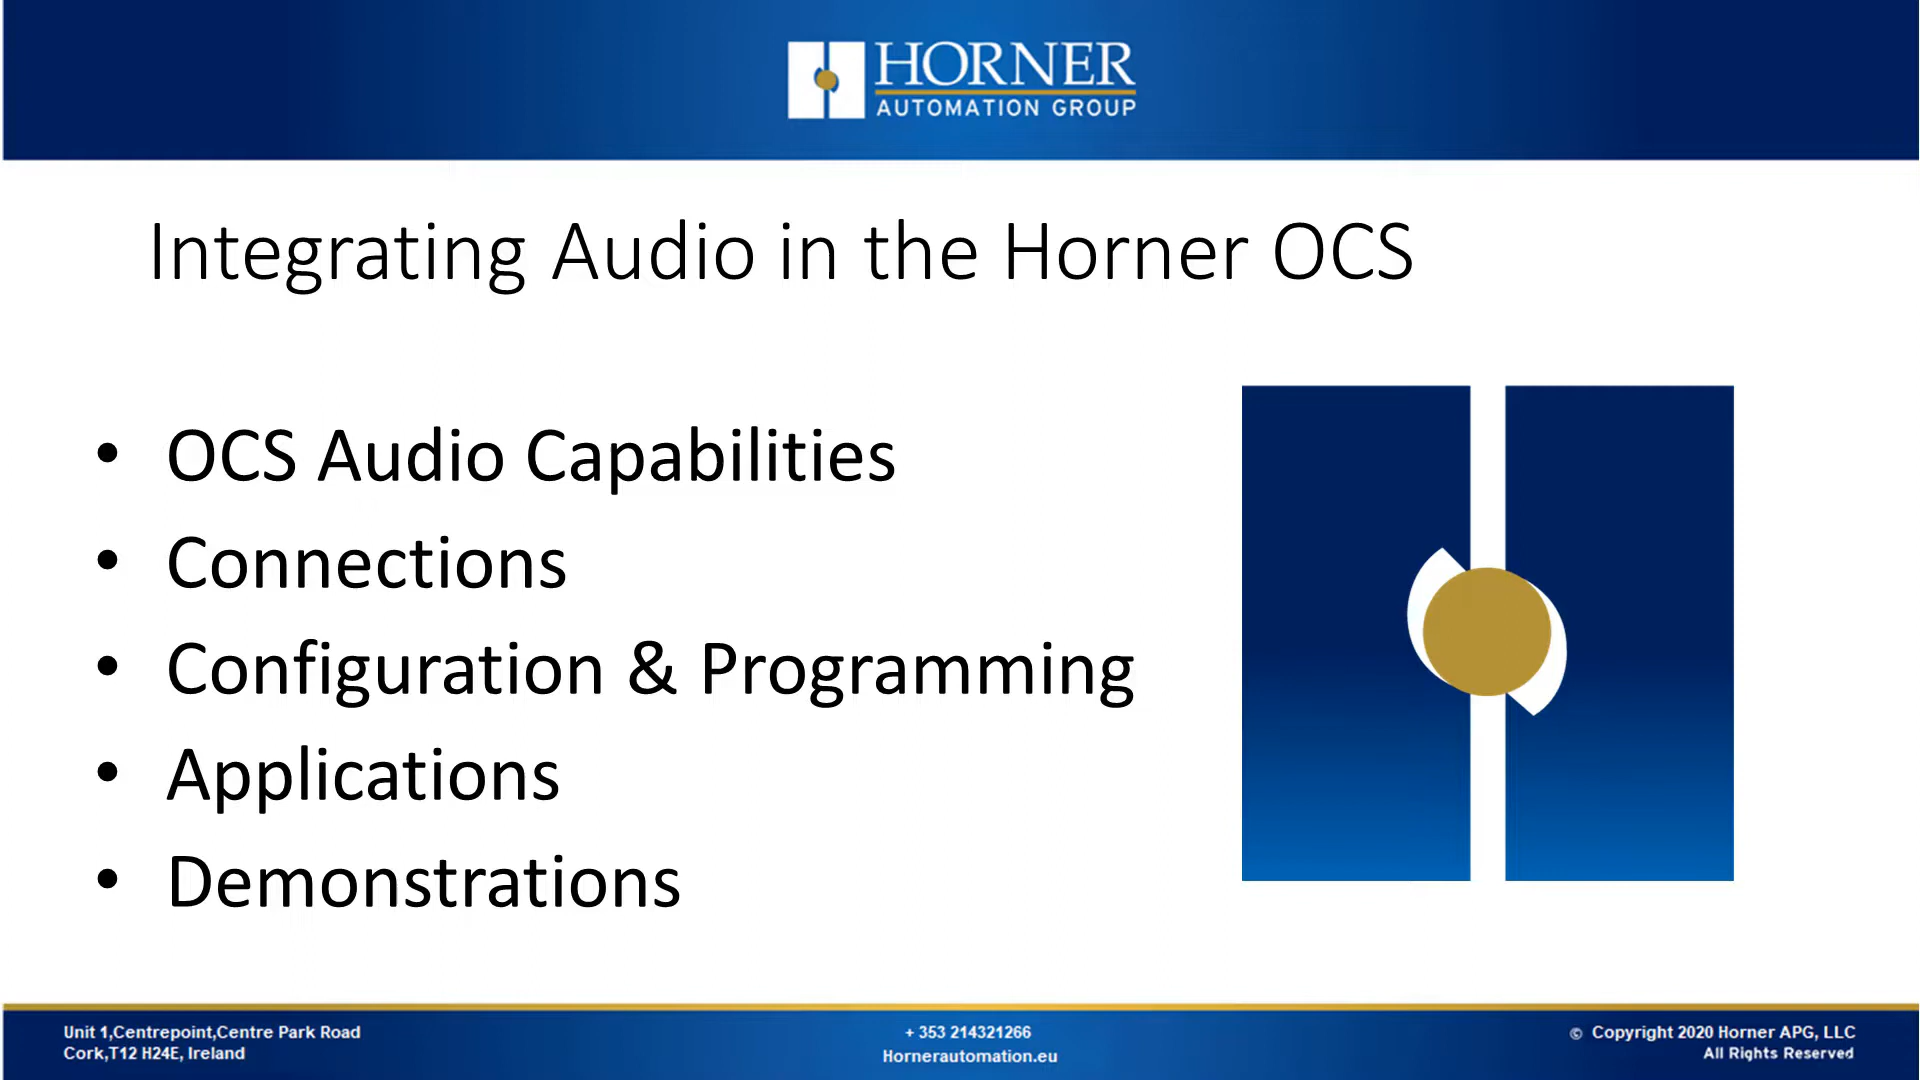 HORNER
AUTOMATION GROUP
Integrating Audio in the Horner OCS
• OCS Audio Capabilities
• Connections
• Configuration & Programming
• Applications
• Demonstrations
Unit 1,Centrepoint,Centre Park Road
Cork,T12 H24E, Ireland
+ 353 214321266
Hornerautomation.eu
© Copyright 2020 Horner APG, LLC
All Rights Reserved